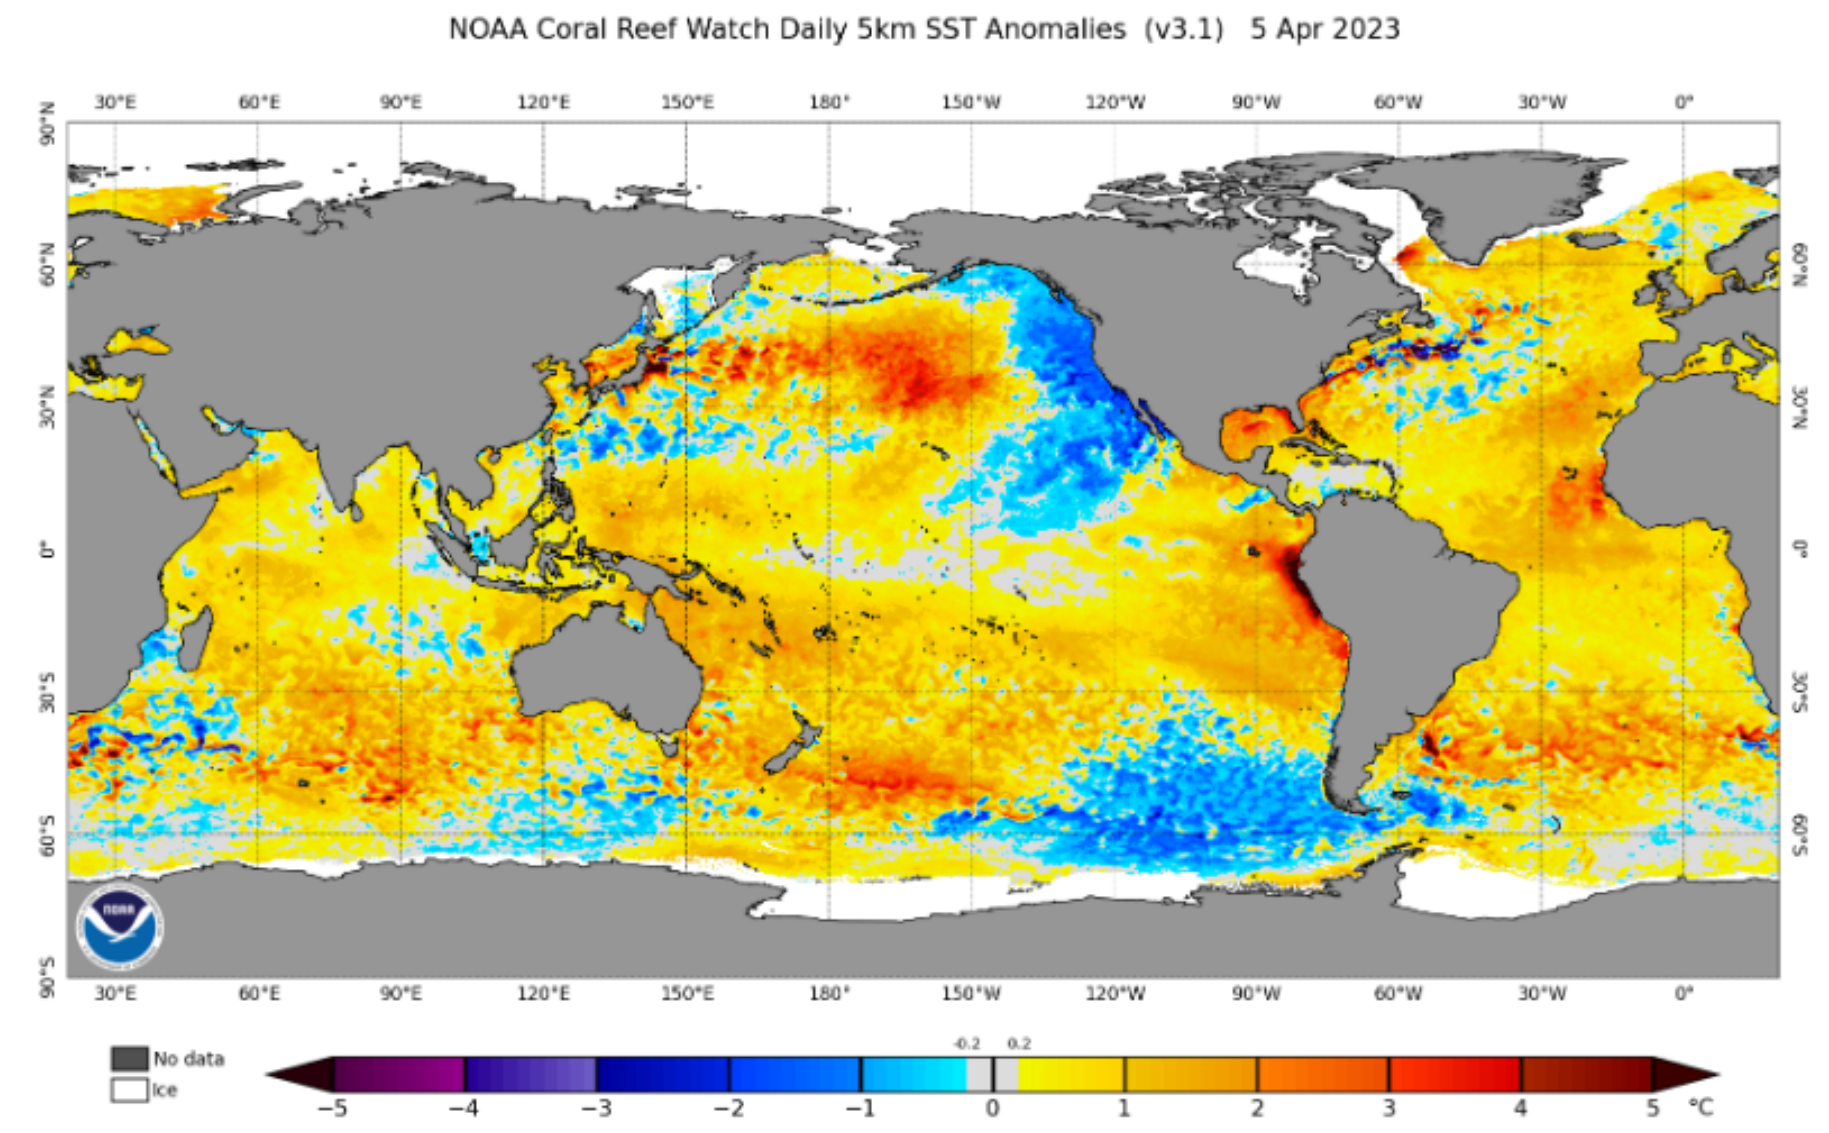 NOAA Coral Reef Watch Daily 5km SST Anomalies (v3.1) 5 Apr 2023
30°E 60°E 90°E 120°E 150°E 180° 150°W 120°W 90°W 60°W 30°W 0°
90°N
60°N 60°N
30°N 30°N
0° 0°
30°S 30°S
60°S 60°S
90°S
NOAA
30°E 60°E 90°E 120°E 150°E 180° 150°W 120°W 90°W 60°W 30°W 0°
-0.2 0.2
No data
Ice
−5 −4 −3 −2 −1 0 1 2 3 4 5 °C